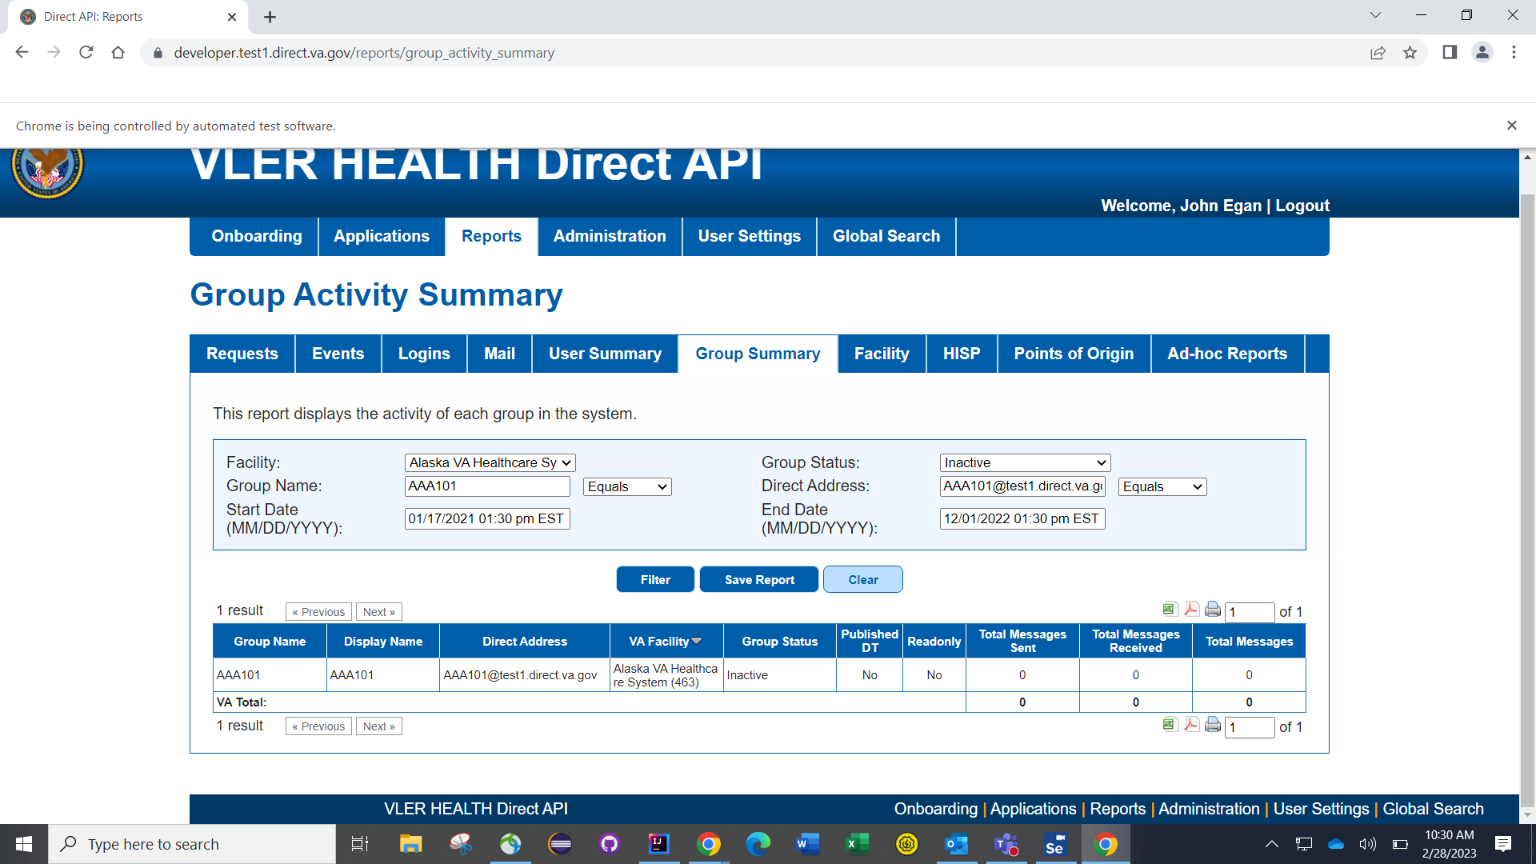 Direct API: Reports
developer.test1.direct.va.gov/reports/group_activity_summary
Chrome is being controlled by automated test software.
VLER HEALTH Direct API
Welcome, John Egan | Logout
Onboarding Applications Reports Administration User Settings Global Search
Group Activity Summary
Requests Events Logins Mail User Summary Group Summary Facility HISP Points of Origin Ad-hoc Reports
This report displays the activity of each group in the system.
Facility: Alaska VA Healthcare Sy Group Status: Inactive
Group Name: AAA101 Equals Direct Address: AAA101@test1.direct.va.g Equals
Start Date (MM/DD/YYYY): 01/17/2021 01:30 pm EST End Date (MM/DD/YYYY): 12/01/2022 01:30 pm EST
Filter Save Report Clear
1 result « Previous Next » 1 of 1
Group Name Display Name Direct Address VA Facility Group Status Published DT Readonly Total Messages Sent Total Messages Received Total Messages
AAA101 AAA101 AAA101@test1.direct.va.gov Alaska VA Healthca re System (463) Inactive No No 0 0 0
VA Total: 0 0 0
1 result « Previous Next » 1 of 1
VLER HEALTH Direct API Onboarding | Applications | Reports | Administration | User Settings | Global Search
Type here to search
Se
10:30 AM
2/28/2023